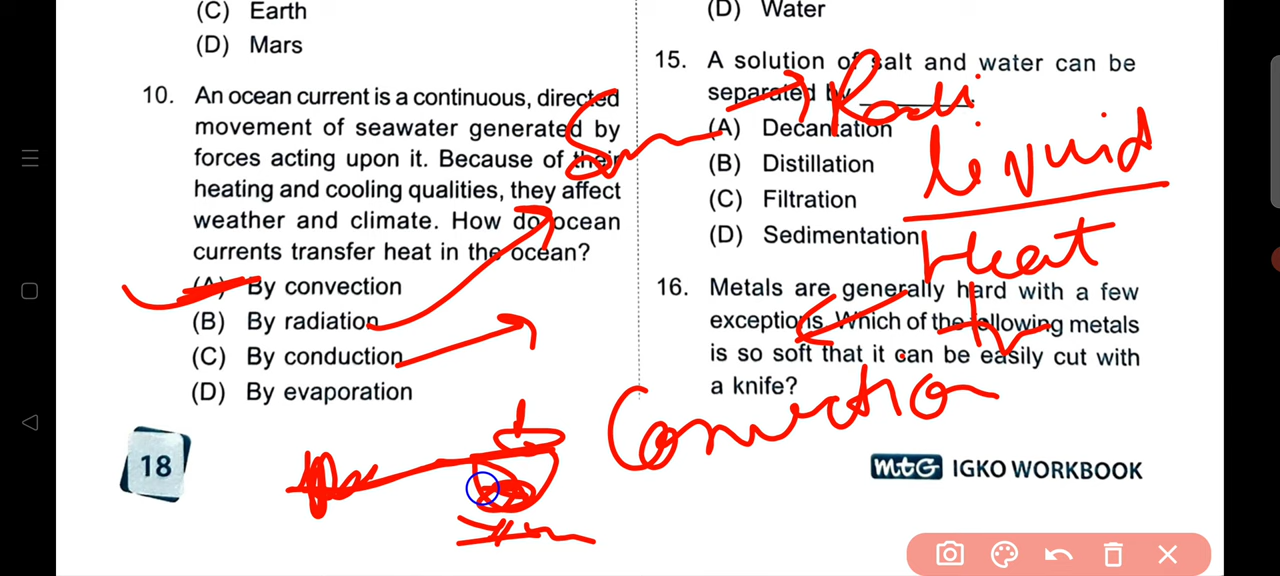 (C) Earth
(D) Mars
10. An ocean current is a continuous, directed
movement of seawater generated by
forces acting upon it. Because of their
heating and cooling qualities, they affect
weather and climate. How do ocean
currents transfer heat in the ocean?
(A) By convection
(B) By radiation
(C) By conduction
(D) By evaporation
18
(D) Water
15. A solution of salt and water can be
separated by ________.
(A) Decantation
(B) Distillation
(C) Filtration
(D) Sedimentation
16. Metals are generally hard with a few
exceptions. Which of the following metals
is so soft that it can be easily cut with
a knife?
mtG IGKO WORKBOOK
Sun
Radi
Heat